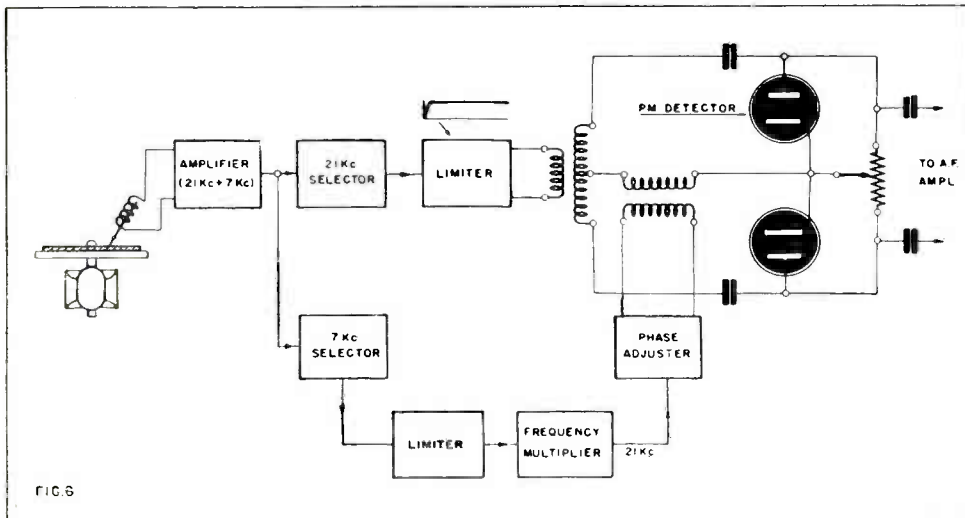 AMPLIFIER
(21Kc+7Kc)
21Kc
SELECTOR
LIMITER
PM DETECTOR
TO A.F.
AMPL
7Kc
SELECTOR
PHASE
ADJUSTER
LIMITER
FREQUENCY
MULTIPLIER
21Kc
FIG.6